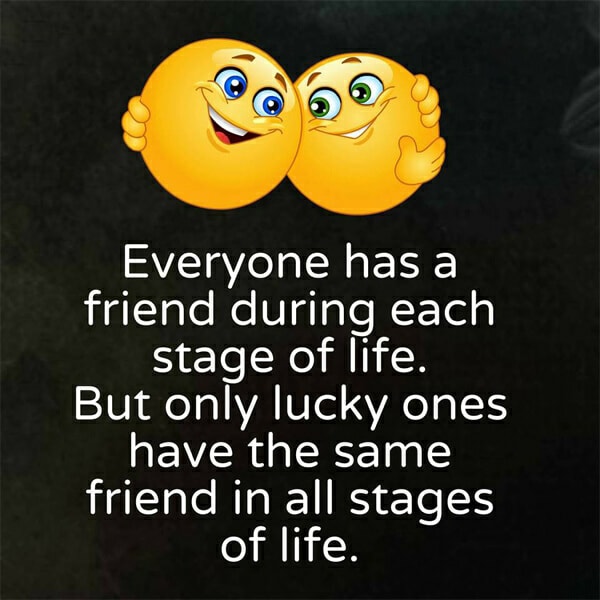 Everyone has a
friend during each
stage of life.
But only lucky ones
have the same
friend in all stages
of life.